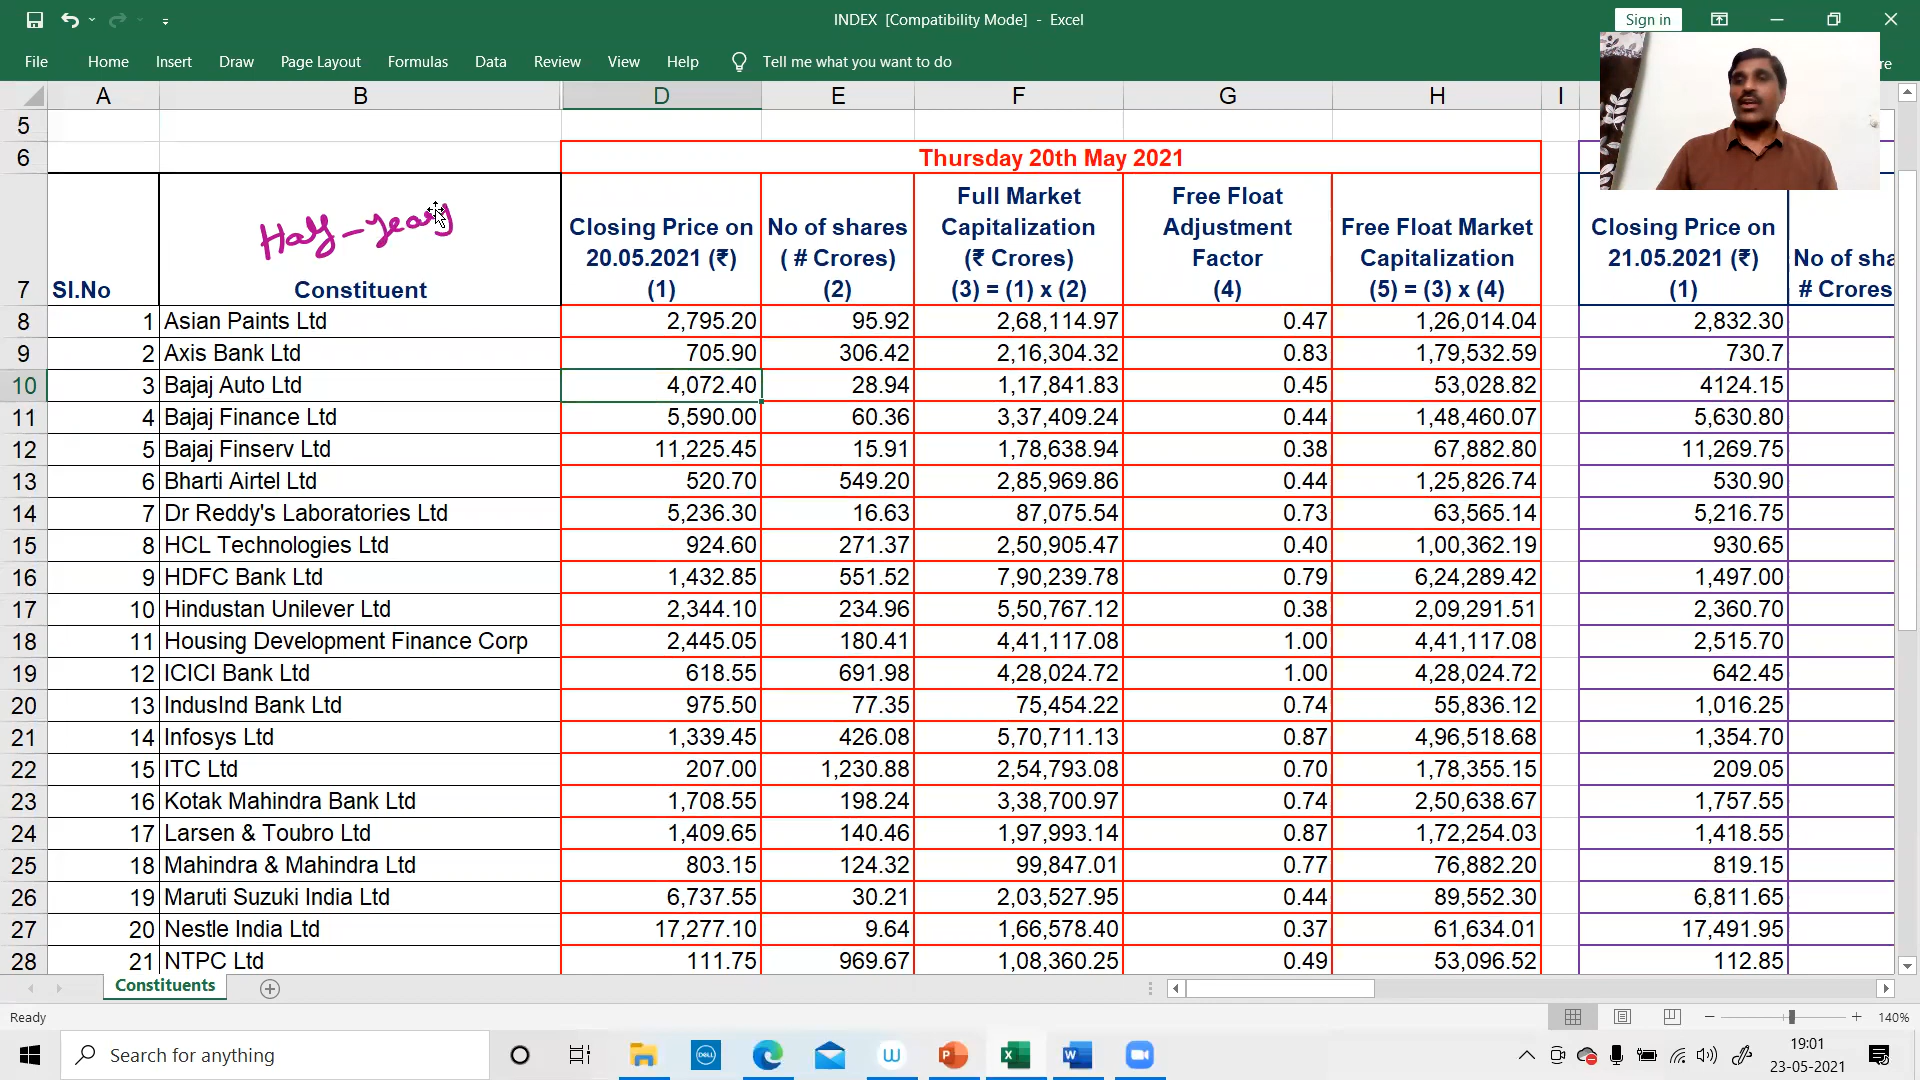 INDEX [Compatibility Mode] - Excel
Sign in
File Home Insert Draw Page Layout Formulas Data Review View Help Tell me what you want to do
A B D E F G H I
5
6 Thursday 20th May 2021
Half-Yearly
7 Sl.No Constituent
Closing Price on 20.05.2021 (₹) (1)
No of shares ( # Crores) (2)
Full Market Capitalization (₹ Crores) (3) = (1) x (2)
Free Float Adjustment Factor (4)
Free Float Market Capitalization (5) = (3) x (4)
Closing Price on 21.05.2021 (₹) (1)
No of sha # Crores
8 1 Asian Paints Ltd 2,795.20 95.92 2,68,114.97 0.47 1,26,014.04 2,832.30
9 2 Axis Bank Ltd 705.90 306.42 2,16,304.32 0.83 1,79,532.59 730.7
10 3 Bajaj Auto Ltd 4,072.40 28.94 1,17,841.83 0.45 53,028.82 4124.15
11 4 Bajaj Finance Ltd 5,590.00 60.36 3,37,409.24 0.44 1,48,460.07 5,630.80
12 5 Bajaj Finserv Ltd 11,225.45 15.91 1,78,638.94 0.38 67,882.80 11,269.75
13 6 Bharti Airtel Ltd 520.70 549.20 2,85,969.86 0.44 1,25,826.74 530.90
14 7 Dr Reddy's Laboratories Ltd 5,236.30 16.63 87,075.54 0.73 63,565.14 5,216.75
15 8 HCL Technologies Ltd 924.60 271.37 2,50,905.47 0.40 1,00,362.19 930.65
16 9 HDFC Bank Ltd 1,432.85 551.52 7,90,239.78 0.79 6,24,289.42 1,497.00
17 10 Hindustan Unilever Ltd 2,344.10 234.96 5,50,767.12 0.38 2,09,291.51 2,360.70
18 11 Housing Development Finance Corp 2,445.05 180.41 4,41,117.08 1.00 4,41,117.08 2,515.70
19 12 ICICI Bank Ltd 618.55 691.98 4,28,024.72 1.00 4,28,024.72 642.45
20 13 IndusInd Bank Ltd 975.50 77.35 75,454.22 0.74 55,836.12 1,016.25
21 14 Infosys Ltd 1,339.45 426.08 5,70,711.13 0.87 4,96,518.68 1,354.70
22 15 ITC Ltd 207.00 1,230.88 2,54,793.08 0.70 1,78,355.15 209.05
23 16 Kotak Mahindra Bank Ltd 1,708.55 198.24 3,38,700.97 0.74 2,50,638.67 1,757.55
24 17 Larsen & Toubro Ltd 1,409.65 140.46 1,97,993.14 0.87 1,72,254.03 1,418.55
25 18 Mahindra & Mahindra Ltd 803.15 124.32 99,847.01 0.77 76,882.20 819.15
26 19 Maruti Suzuki India Ltd 6,737.55 30.21 2,03,527.95 0.44 89,552.30 6,811.65
27 20 Nestle India Ltd 17,277.10 9.64 1,66,578.40 0.37 61,634.01 17,491.95
28 21 NTPC Ltd 111.75 969.67 1,08,360.25 0.49 53,096.52 112.85
Constituents
Ready
140%
Search for anything
19:01
23-05-2021